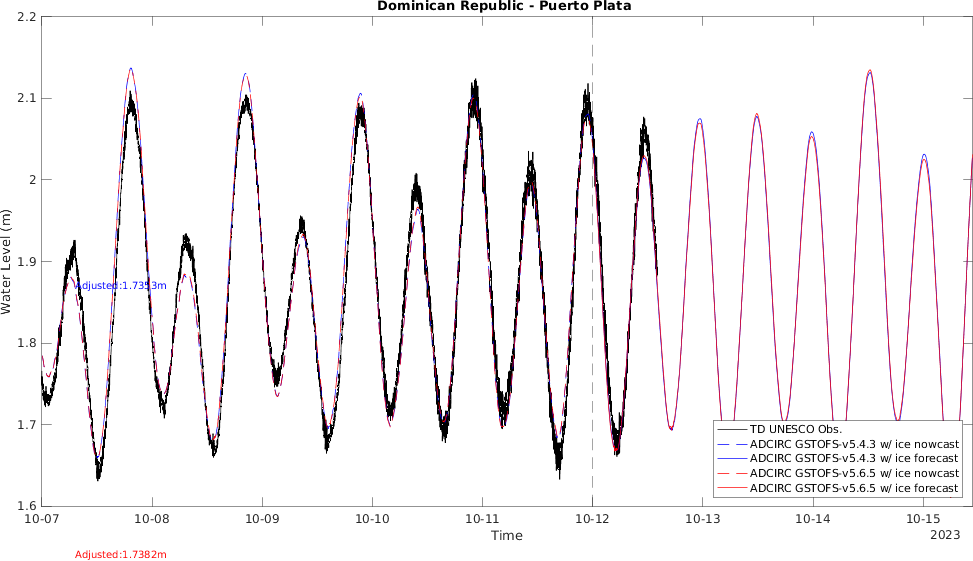 Dominican Republic - Puerto Plata
2.2
2.1
2
1.9
1.8
1.7
1.6
Water Level (m)
Adjusted:1.7353m
TD UNESCO Obs.
ADCIRC GSTOFS-v5.4.3 w/ ice nowcast
ADCIRC GSTOFS-v5.4.3 w/ ice forecast
ADCIRC GSTOFS-v5.6.5 w/ ice nowcast
ADCIRC GSTOFS-v5.6.5 w/ ice forecast
10-07 10-08 10-09 10-10 10-11 10-12 10-13 10-14 10-15
Time
2023
Adjusted:1.7382m